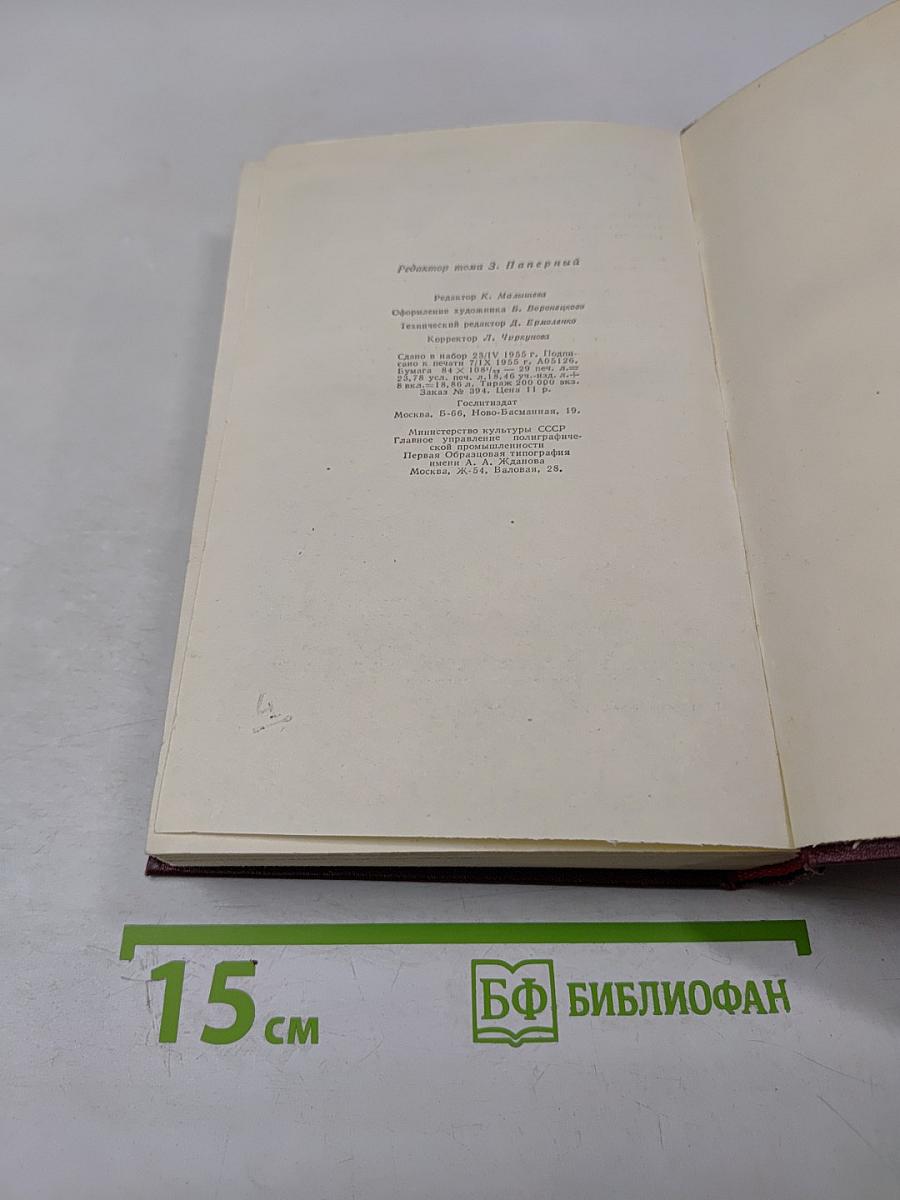 Редактор тома З. Паперный
Редактор К. Малышева
Оформление художника Б. Воронецкого
Технический редактор Д. Ермоленко
Корректор Л. Чиркунова
Сдано в набор 23/IV 1955 г. Подпи-
сано к печати 7/IX 1955 г. А05126.
Бумага 84 × 108¹/₃₂ — 29 печ. л.=
23,78 усл. печ. л. 18,46 уч.-изд. л.+
8 вкл.=18,86 л. Тираж 200 000 экз.
Заказ № 394. Цена 11 р.
Гослитиздат
Москва, Б-66, Ново-Басманная, 19.
Министерство культуры СССР
Главное управление полиграфиче-
ской промышленности
Первая Образцовая типография
имени А. А. Жданова
Москва, Ж-54, Валовая, 28.
15 см
БФ БИБЛИОФАН